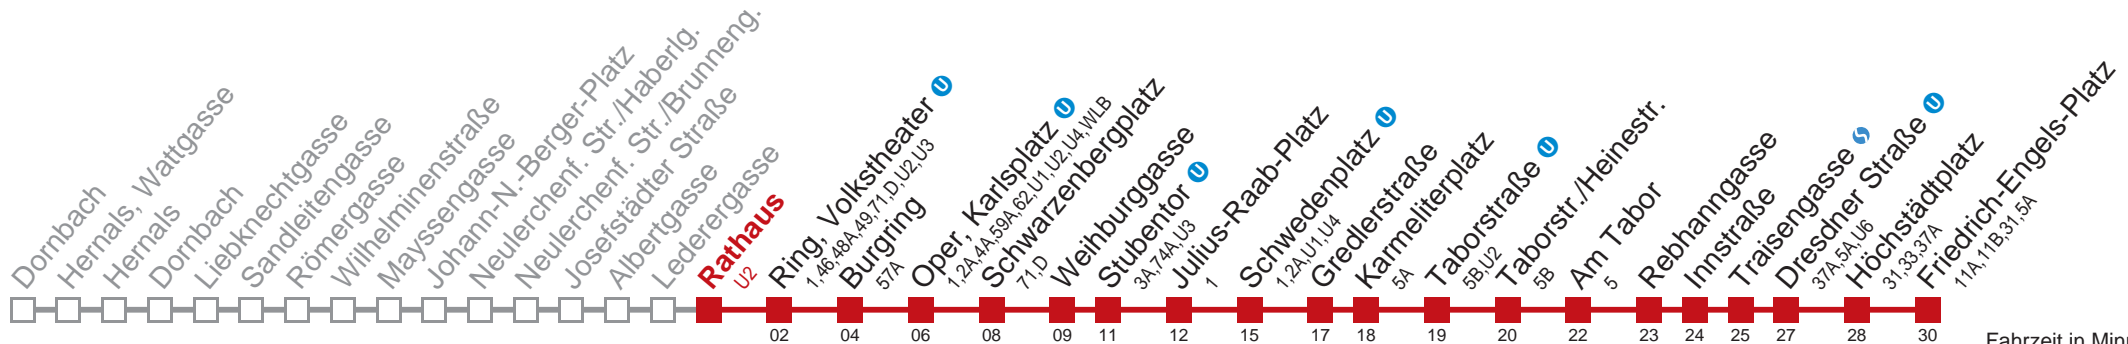 Dornbach
Hernals, Wattgasse
Hernals
Dornbach
Liebknechtgasse
Sandleitengasse
Römergasse
Wilhelminenstraße
Mayssengasse
Johann-N.-Berger-Platz
Neulerchenf. Str./Haberlg.
Neulerchenf. Str./Brunneng.
Josefstädter Straße
Albertgasse
Lederergasse
Rathaus
U2
Ring, Volkstheater U
1,46,48A,49,71,D,U2,U3
02
Burgring
57A
04
Oper, Karlsplatz U
1,2A,4A,59A,62,U1,U2,U4,WLB
06
Schwarzenbergplatz
71,D
08
Weihburggasse
09
Stubentor U
3A,74A,U3
11
Julius-Raab-Platz
1
12
Schwedenplatz U
1,2A,U1,U4
15
Gredlerstraße
17
Karmeliterplatz
5A
18
Taborstraße U
5B,U2
19
Taborstr./Heinestr.
5B
20
Am Tabor
5
22
Rebhanngasse
23
Innstraße
24
Traisengasse S
25
Dresdner Straße U
37A,5A,U6
27
Höchstädtplatz
31,33,37A
28
Friedrich-Engels-Platz
11A,11B,31,5A
30
Fahrzeit in Min